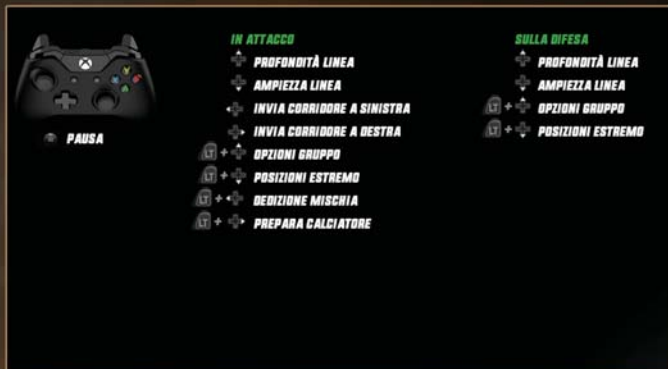 IN ATTACCO
PROFONDITÀ LINEA
AMPIEZZA LINEA
INVIA CORRIDORE A SINISTRA
INVIA CORRIDORE A DESTRA
LT + OPZIONI GRUPPO
LT + POSIZIONI ESTREMO
LT + DEDIZIONE MISCHIA
LT + PREPARA CALCIATORE
SULLA DIFESA
PROFONDITÀ LINEA
AMPIEZZA LINEA
LT + OPZIONI GRUPPO
LT + POSIZIONI ESTREMO
PAUSA